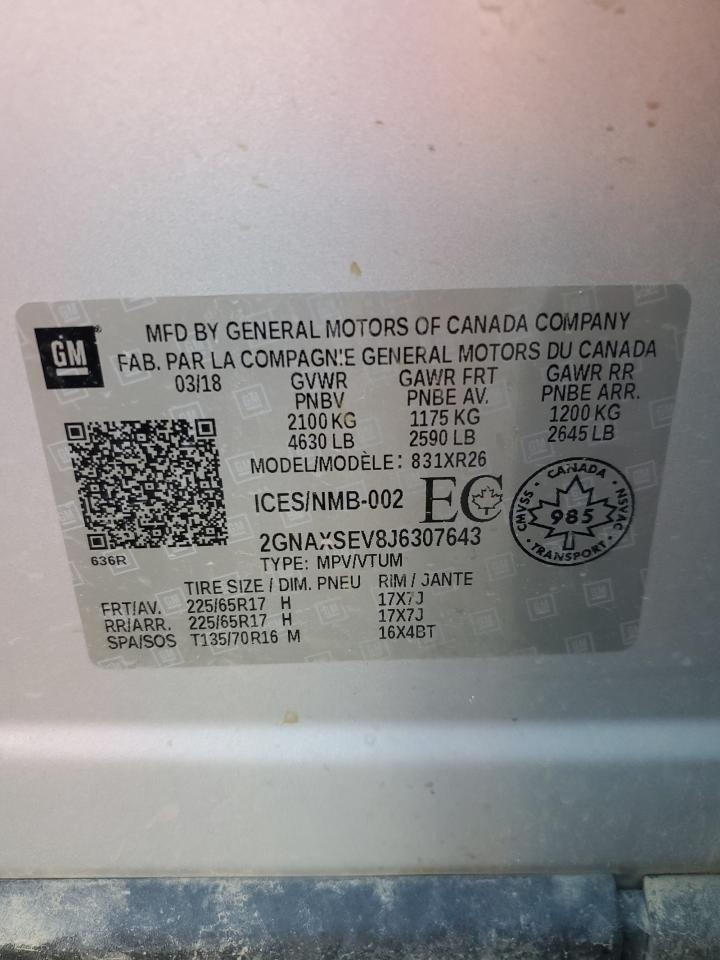 GM
MFD BY GENERAL MOTORS OF CANADA COMPANY
FAB. PAR LA COMPAGNIE GENERAL MOTORS DU CANADA
03/18 GVWR GAWR FRT GAWR RR
PNBV PNBE AV. PNBE ARR.
2100 KG 1175 KG 1200 KG
4630 LB 2590 LB 2645 LB
MODEL/MODÈLE: 831XR26
ICES/NMB-002 EC
CANADA
CMVSS 985 NSVAC
TRANSPORT
2GNAXSEV8J6307643
636R
TYPE: MPV/VTUM
TIRE SIZE / DIM. PNEU RIM / JANTE
FRT/AV. 225/65R17 H 17X7J
RR/ARR. 225/65R17 H 17X7J
SPA/SOS T135/70R16 M 16X4BT